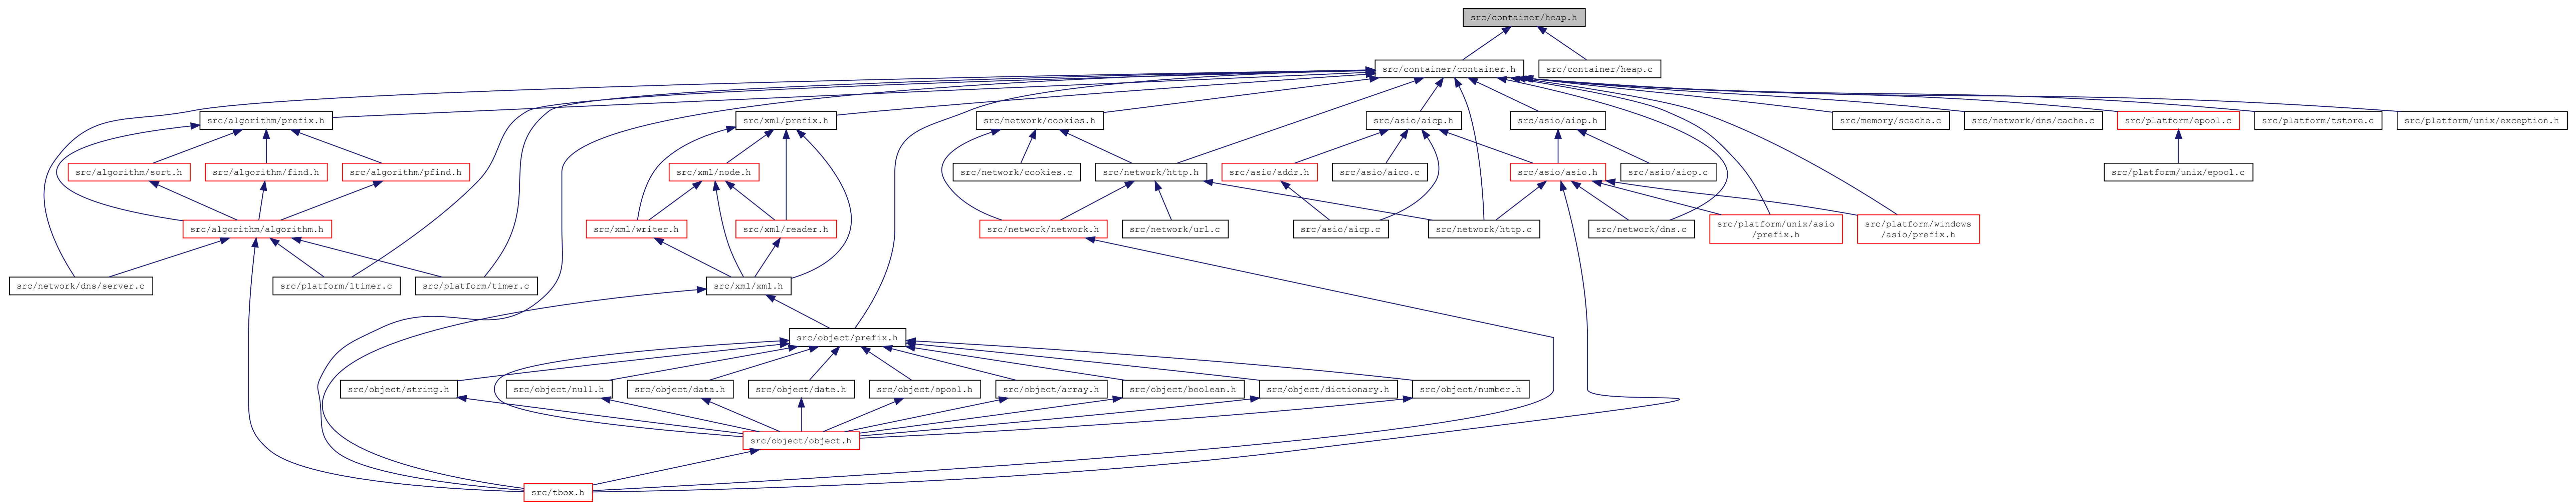 src/container/heap.h
src/container/container.h
src/container/heap.c
src/algorithm/prefix.h
src/xml/prefix.h
src/network/cookies.h
src/asio/aicp.h
src/asio/aiop.h
src/memory/scache.c
src/network/dns/cache.c
src/platform/epool.c
src/platform/tstore.c
src/platform/unix/exception.h
src/algorithm/sort.h
src/algorithm/find.h
src/algorithm/pfind.h
src/xml/node.h
src/network/cookies.c
src/network/http.h
src/asio/addr.h
src/asio/aico.c
src/asio/asio.h
src/asio/aiop.c
src/platform/unix/epool.c
src/algorithm/algorithm.h
src/xml/writer.h
src/xml/reader.h
src/network/network.h
src/network/url.c
src/asio/aicp.c
src/network/http.c
src/network/dns.c
src/platform/unix/asio
/prefix.h
src/platform/windows
/asio/prefix.h
src/network/dns/server.c
src/platform/ltimer.c
src/platform/timer.c
src/xml/xml.h
src/object/prefix.h
src/object/string.h
src/object/null.h
src/object/data.h
src/object/date.h
src/object/opool.h
src/object/array.h
src/object/boolean.h
src/object/dictionary.h
src/object/number.h
src/object/object.h
src/tbox.h